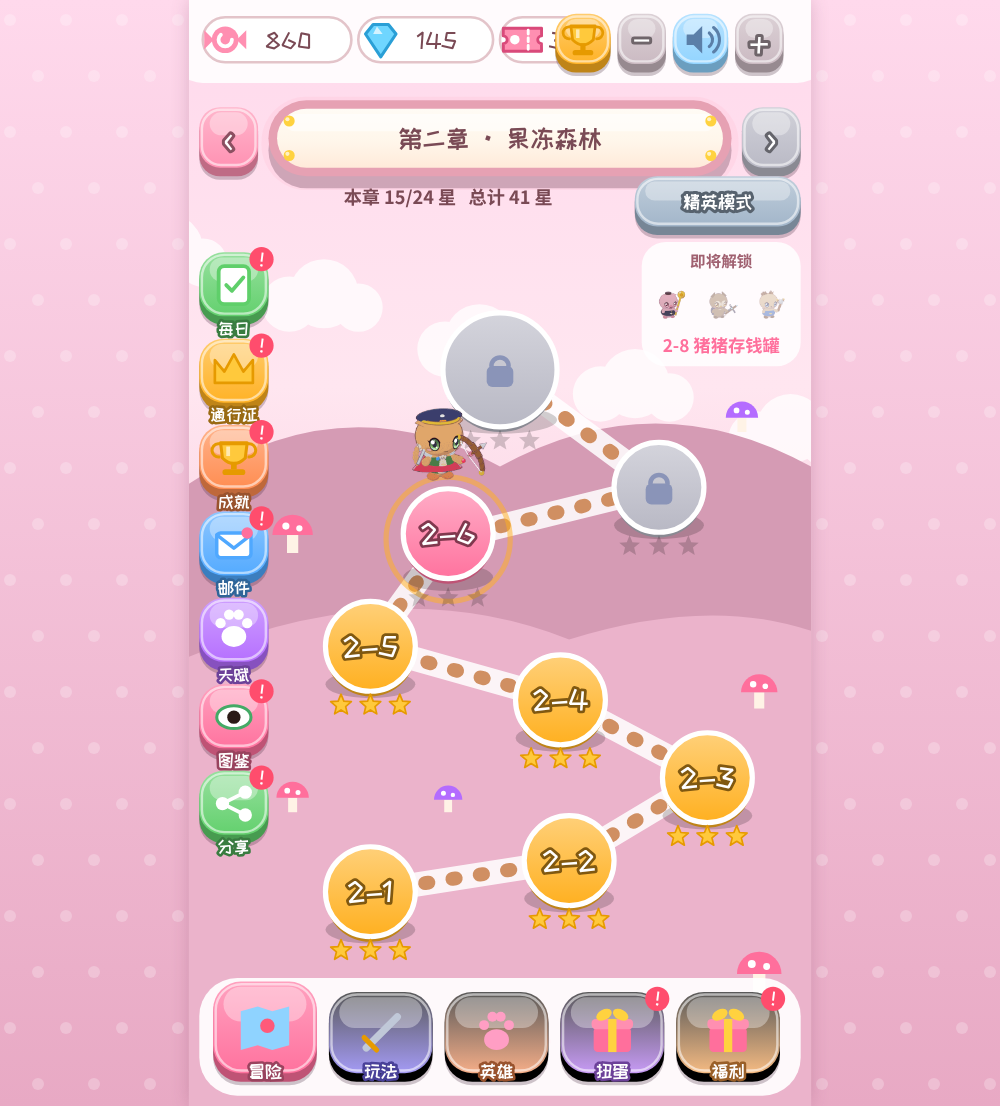 860
145
3
第二章 · 果冻森林
本章 15/24 星 总计 41 星
精英模式
即将解锁
2-8 猪猪存钱罐
每日
通行证
成就
邮件
天赋
图鉴
分享
2-6
2-5
2-4
2-3
2-2
2-1
冒险
玩法
英雄
扭蛋
福利